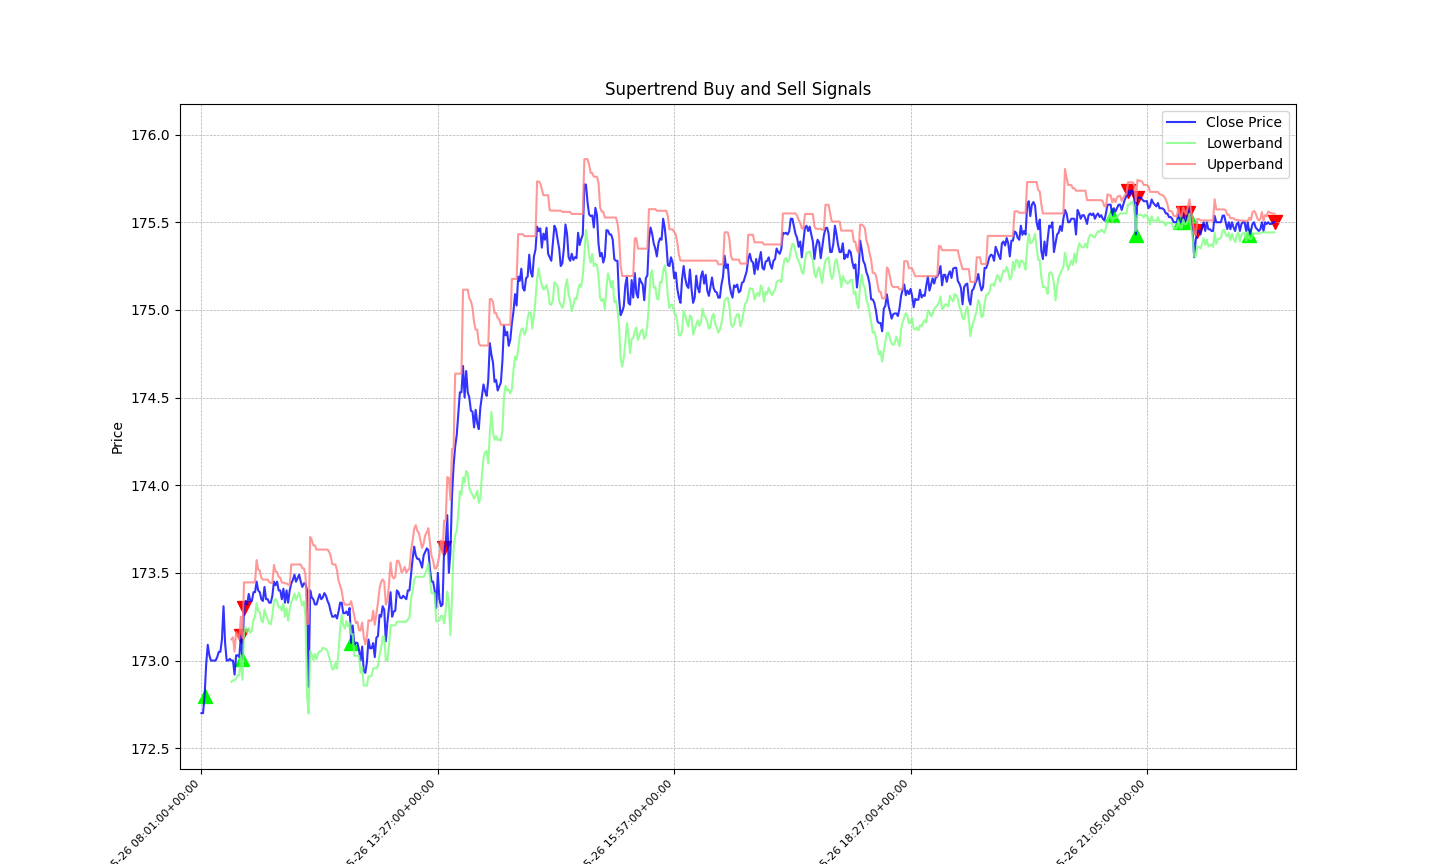 Supertrend Buy and Sell Signals
Close Price
Lowerband
Upperband
176.0
175.5
175.0
174.5
174.0
173.5
173.0
172.5
Price
5-26 08:01:00+00:00
5-26 13:27:00+00:00
5-26 15:57:00+00:00
5-26 18:27:00+00:00
5-26 21:05:00+00:00